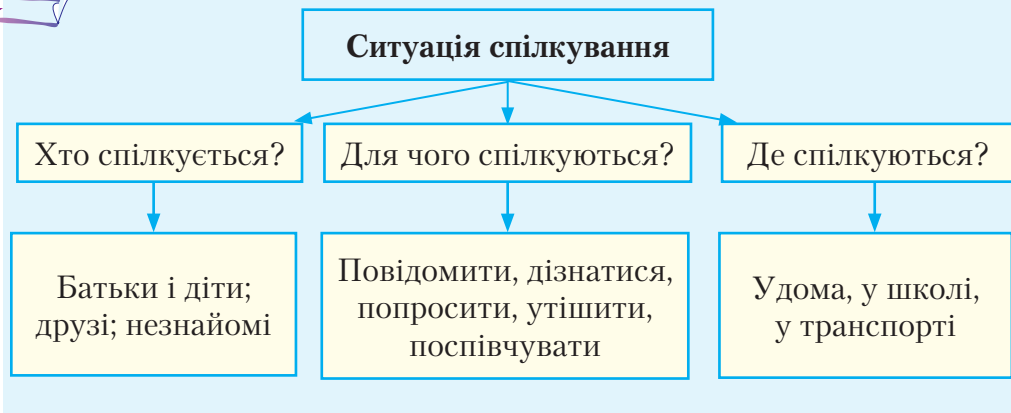 Ситуація спілкування
Хто спілкується?
Для чого спілкуються?
Де спілкуються?
Батьки і діти;
друзі; незнайомі
Повідомити, дізнатися,
попросити, утішити,
поспівчувати
Удома, у школі,
у транспорті